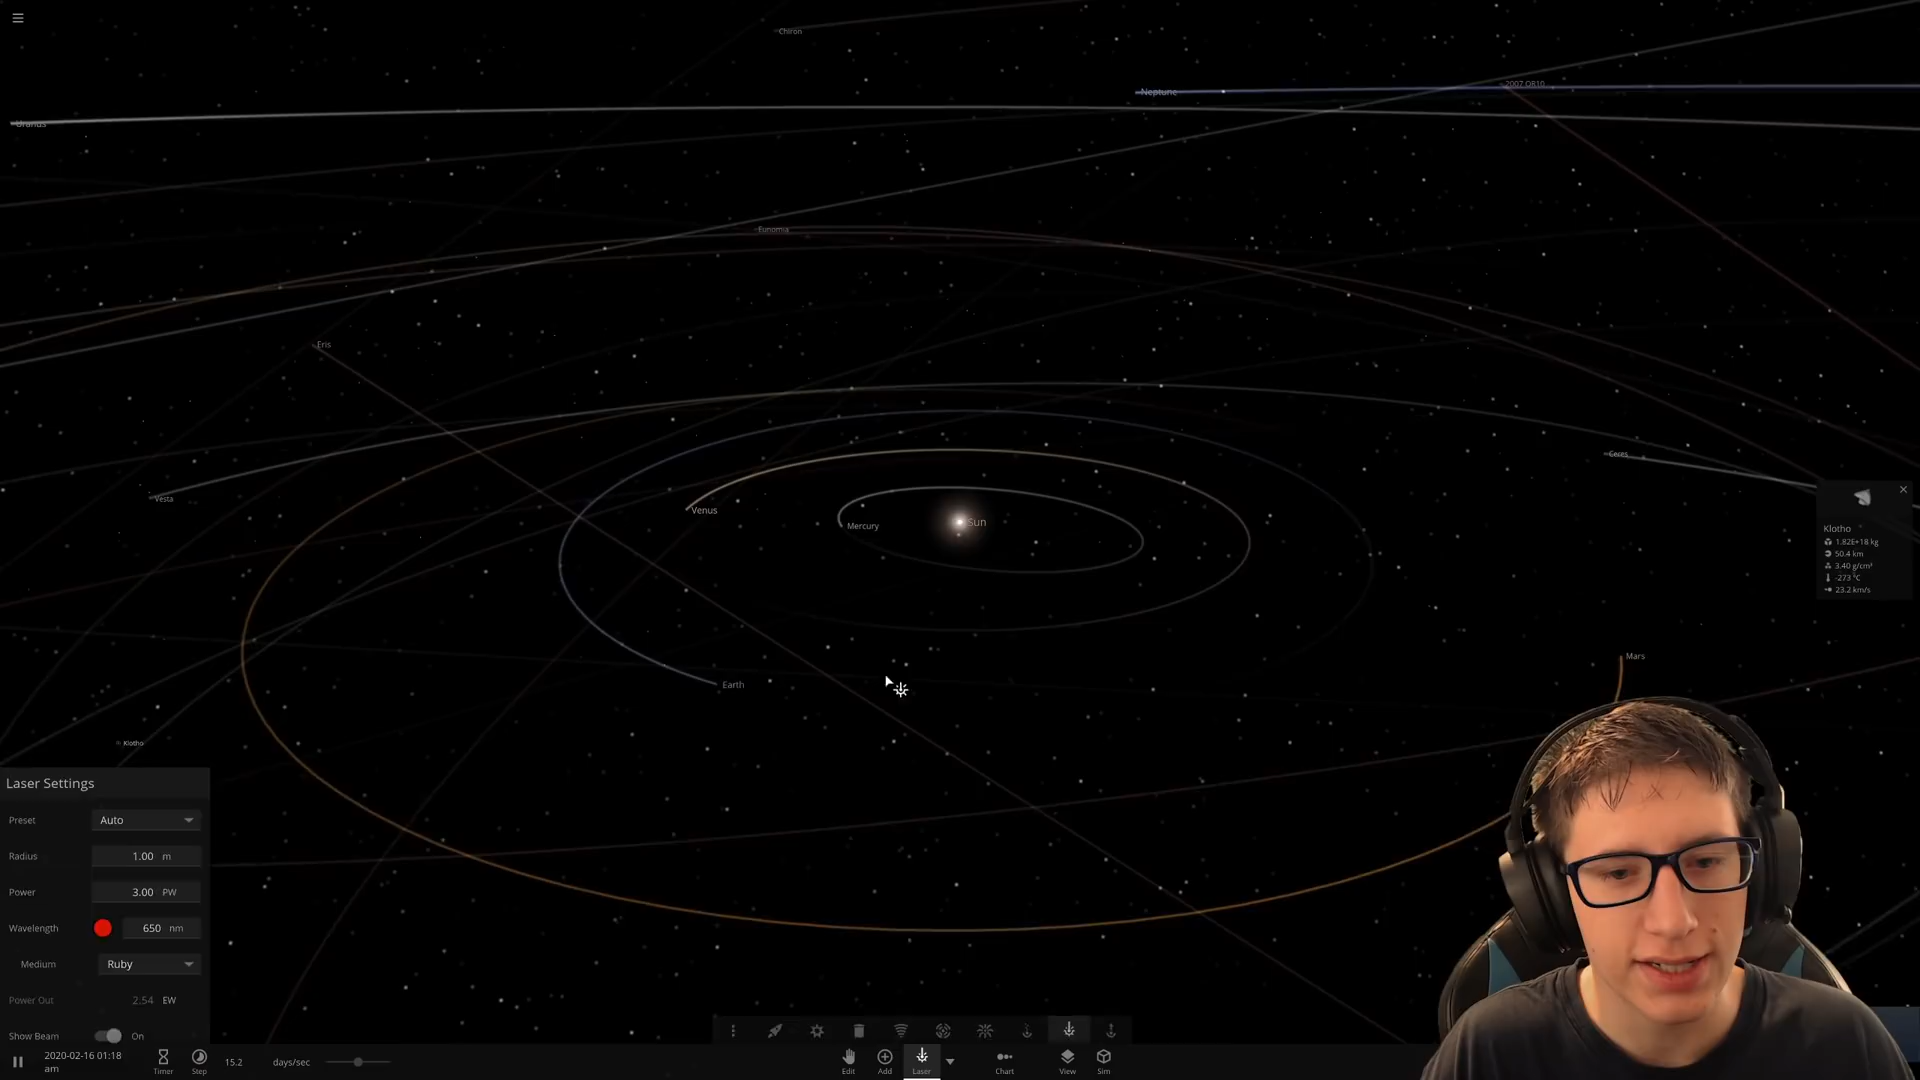 Chiron
Neptune
2007 OR10
Uranus
Eunomia
Eris
Ceres
Vesta
Venus
Sun
Mercury
Klotho
1.82E+18 kg
50.4 km
3.40 g/cm³
-273 °C
23.2 km/s
Mars
Earth
Klotho
Laser Settings
Preset Auto
Radius 1.00 m
Power 3.00 PW
Wavelength 650 nm
Medium Ruby
Power Out 2.54 EW
Show Beam On
2020-02-16 01:18 am
Timer
Step
15.2 days/sec
Edit
Add
Laser
Chart
View
Sim